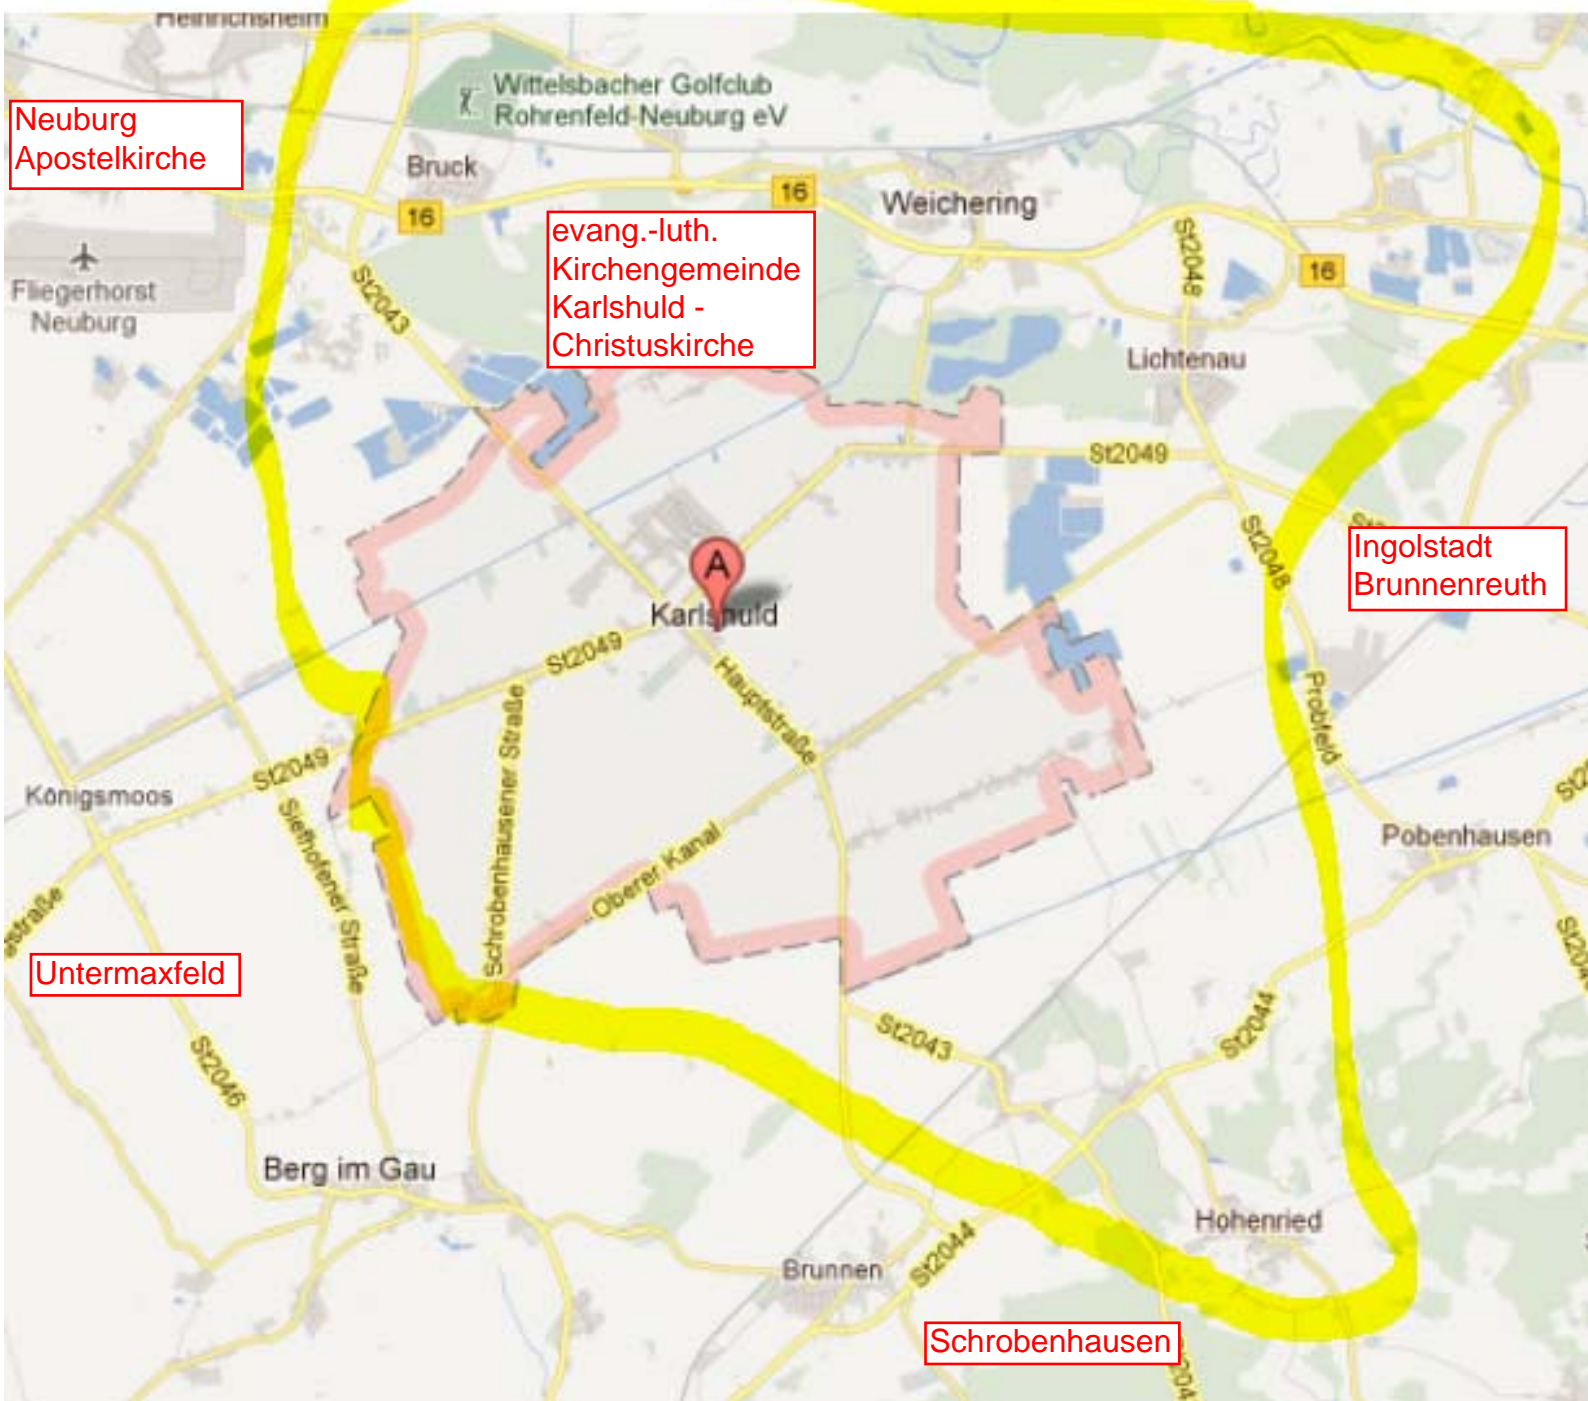 Heinrichsheim
Wittelsbacher Golfclub
Rohrenfeld-Neuburg eV
Neuburg
Apostelkirche
Bruck
16
16
Weichering
evang.-luth.
Kirchengemeinde
Karlshuld -
Christuskirche
St2048
16
Fliegerhorst
Neuburg
St2043
Lichtenau
St2049
St2048
Ingolstadt
Brunnenreuth
A
Karlshuld
St2049
Hauptstraße
Schrobenhausener Straße
Probfeld
St2049
Königsmoos
Siefhofener Straße
Oberer Kanal
Pobenhausen
Untermaxfeld
St2046
St2043
St2044
Berg im Gau
Hohenried
Brunnen
St2044
Schrobenhausen